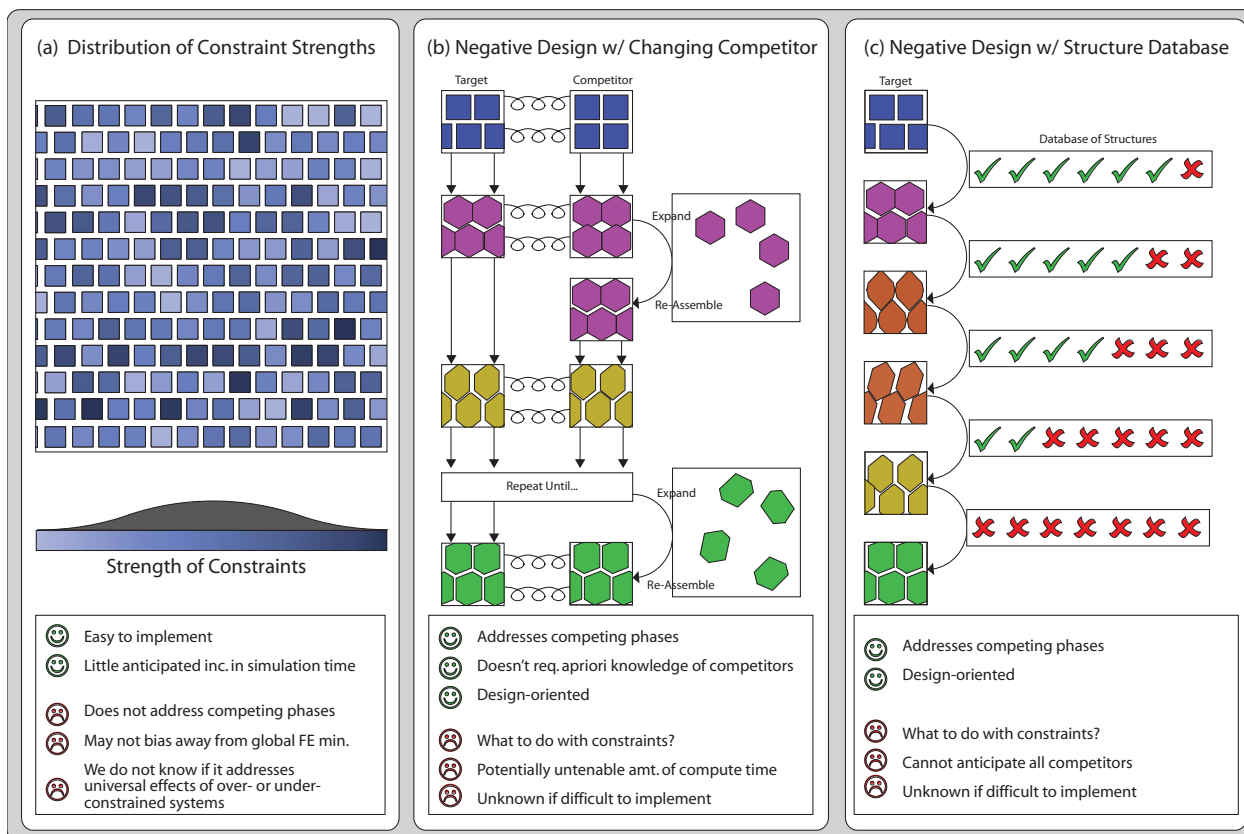 (a) Distribution of Constraint Strengths
Strength of Constraints
Easy to implement
Little anticipated inc. in simulation time
Does not address competing phases
May not bias away from global FE min.
We do not know if it addresses
universal effects of over- or under-
constrained systems
(b) Negative Design w/ Changing Competitor
Target
Competitor
Expand
Re-Assemble
Repeat Until...
Expand
Re-Assemble
Addresses competing phases
Doesn't req. apriori knowledge of competitors
Design-oriented
What to do with constraints?
Potentially untenable amt. of compute time
Unknown if difficult to implement
(c) Negative Design w/ Structure Database
Target
Database of Structures
Addresses competing phases
Design-oriented
What to do with constraints?
Cannot anticipate all competitors
Unknown if difficult to implement